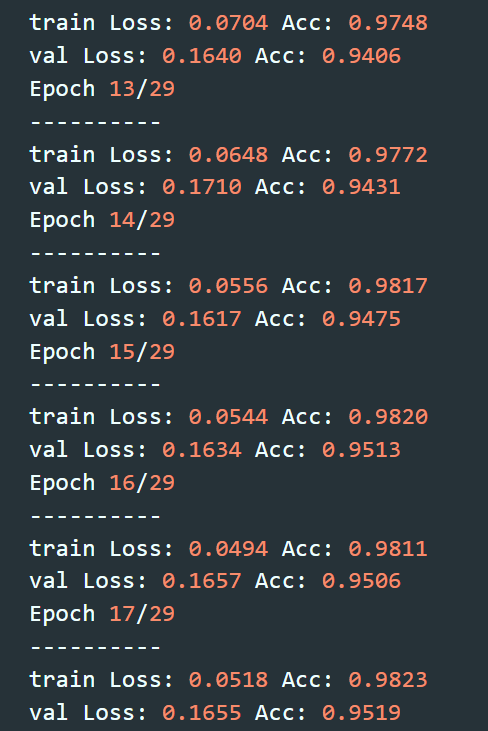 train Loss: 0.0704 Acc: 0.9748
val Loss: 0.1640 Acc: 0.9406
Epoch 13/29
----------
train Loss: 0.0648 Acc: 0.9772
val Loss: 0.1710 Acc: 0.9431
Epoch 14/29
----------
train Loss: 0.0556 Acc: 0.9817
val Loss: 0.1617 Acc: 0.9475
Epoch 15/29
----------
train Loss: 0.0544 Acc: 0.9820
val Loss: 0.1634 Acc: 0.9513
Epoch 16/29
----------
train Loss: 0.0494 Acc: 0.9811
val Loss: 0.1657 Acc: 0.9506
Epoch 17/29
----------
train Loss: 0.0518 Acc: 0.9823
val Loss: 0.1655 Acc: 0.9519